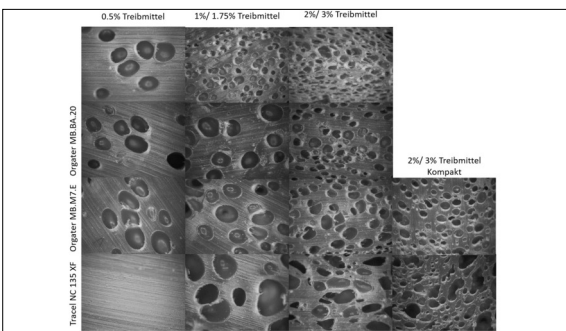 0.5% Treibmittel
1%/ 1.75% Treibmittel
2%/ 3% Treibmittel
Orgater MB.BA.20
2%/ 3% Treibmittel
Kompakt
Orgater MB.M7.E
Tracel NC 135 XF